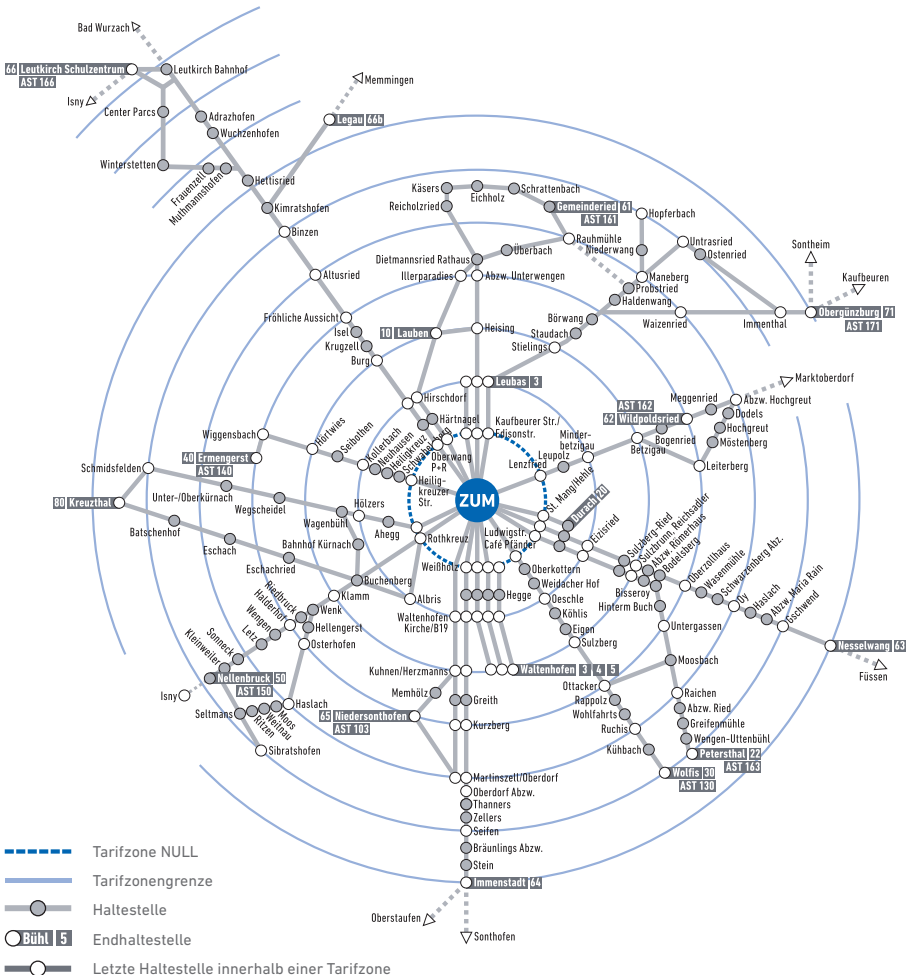 Bad Wurzach
66 Leutkirch Schulzentrum
AST 166
Leutkirch Bahnhof
Isny
Center Parcs
Adrazhofen
Wuchzenhofen
Winterstetten
Frauenzell
Muthmannshofen
Hettisried
Kimratshofen
Binzen
Memmingen
Legau 66b
Altusried
Fröhliche Aussicht
Isel
Krugzell
Burg
Käsers
Eichholz
Schrattenbach
Reicholzried
Gemeinderied 61
AST 161
Rauhmühle
Überbach
Dietmannsried Rathaus
Illerparadies
Abzw. Unterwengen
10 Lauben
Heising
Leubas 3
Hirschdorf
Härtnagel
Hopferbach
Niederwang
Untrasried
Ostenried
Maneberg
Probstried
Haldenwang
Börwang
Staudach
Stielings
Waizenried
Immenthal
Sontheim
Kaufbeuren
Obergünzburg 71
AST 171
Marktoberdorf
Meggenried
Abzw. Hochgreut
AST 162
62 Wildpoldsried
Dodels
Hochgreut
Möstenberg
Bogenried
Betzigau
Leiterberg
Kaufbeurer Str./
Edisonstr.
Minder-
betzigau
Leupolz
Lenzfried
St. Mang/Hehle
Wiggensbach
Hörtwies
Seibothen
Kollerbach
Neuhausen
Heiligkreuz
Schwabelsberg
Oberwang
P+R
Heilig-
kreuzer
Str.
ZUM
40 Ermengerst
AST 140
Schmidsfelden
80 Kreuzthal
Unter-/Oberkürnach
Wegscheidel
Batschenhof
Eschach
Eschachried
Hölzers
Wagenbühl
Ahegg
Bahnhof Kürnach
Rothkreuz
Buchenberg
Albris
Weißholz
Ludwigstr.
Café Pfänder
Durach 20
Eizisried
Oberkottern
Weidacher Hof
Oeschle
Köhlis
Eigen
Sulzberg
Hegge
Waltenhofen
Kirche/B19
Sulzberg-Ried
Sulzbrunn Reichsadler
Abzw. Römerhaus
Bodelsberg
Bisseroy
Hinterm Buch
Oberzollhaus
Wasenmühle
Schwarzenberg Abz.
Oy
Haslach
Abzw. Maria Rain
Gschwend
Nesselwang 63
Füssen
Untergassen
Moosbach
Raichen
Abzw. Ried
Greifenmühle
Wengen-Uttenbühl
Petersthal 22
AST 163
Ottacker
Rappolz
Wohlfahrts
Ruchis
Kühbach
Wolfis 30
AST 130
Klamm
Wenk
Riedbruck
Halderhof
Hellengerst
Wengen
Letz
Osterhofen
Sonneck
Kleinweiler
Nellenbruck 50
AST 150
Isny
Haslach
Moos
Weitnau
Ritzen
Seltmans
Sibratshofen
Kuhnen/Herzmanns
Waltenhofen 3 4 5
Memhölz
Greith
65 Niedersonthofen
AST 103
Kurzberg
Martinszell/Oberdorf
Oberdorf Abzw.
Thanners
Zellers
Seifen
Bräunlings Abzw.
Stein
Immenstadt 64
Oberstaufen
Sonthofen
Tarifzone NULL
Tarifzonengrenze
Haltestelle
Bühl 5 Endhaltestelle
Letzte Haltestelle innerhalb einer Tarifzone